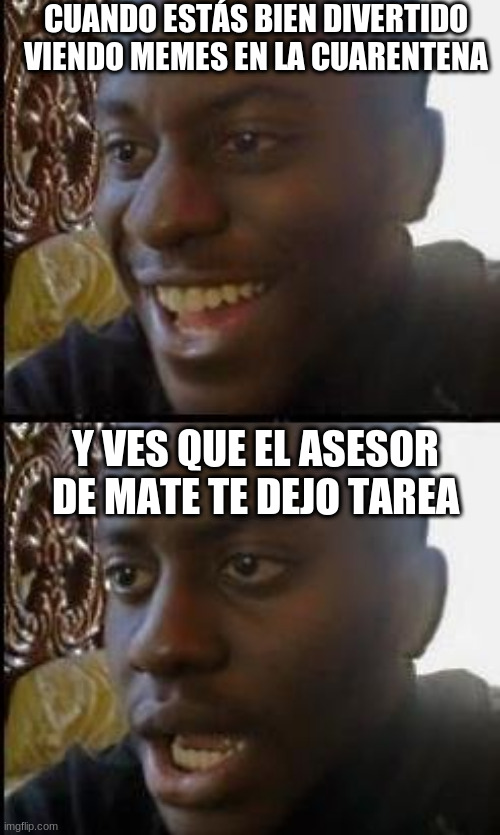 CUANDO ESTÁS BIEN DIVERTIDO
VIENDO MEMES EN LA CUARENTENA
Y VES QUE EL ASESOR
DE MATE TE DEJO TAREA
imgflip.com